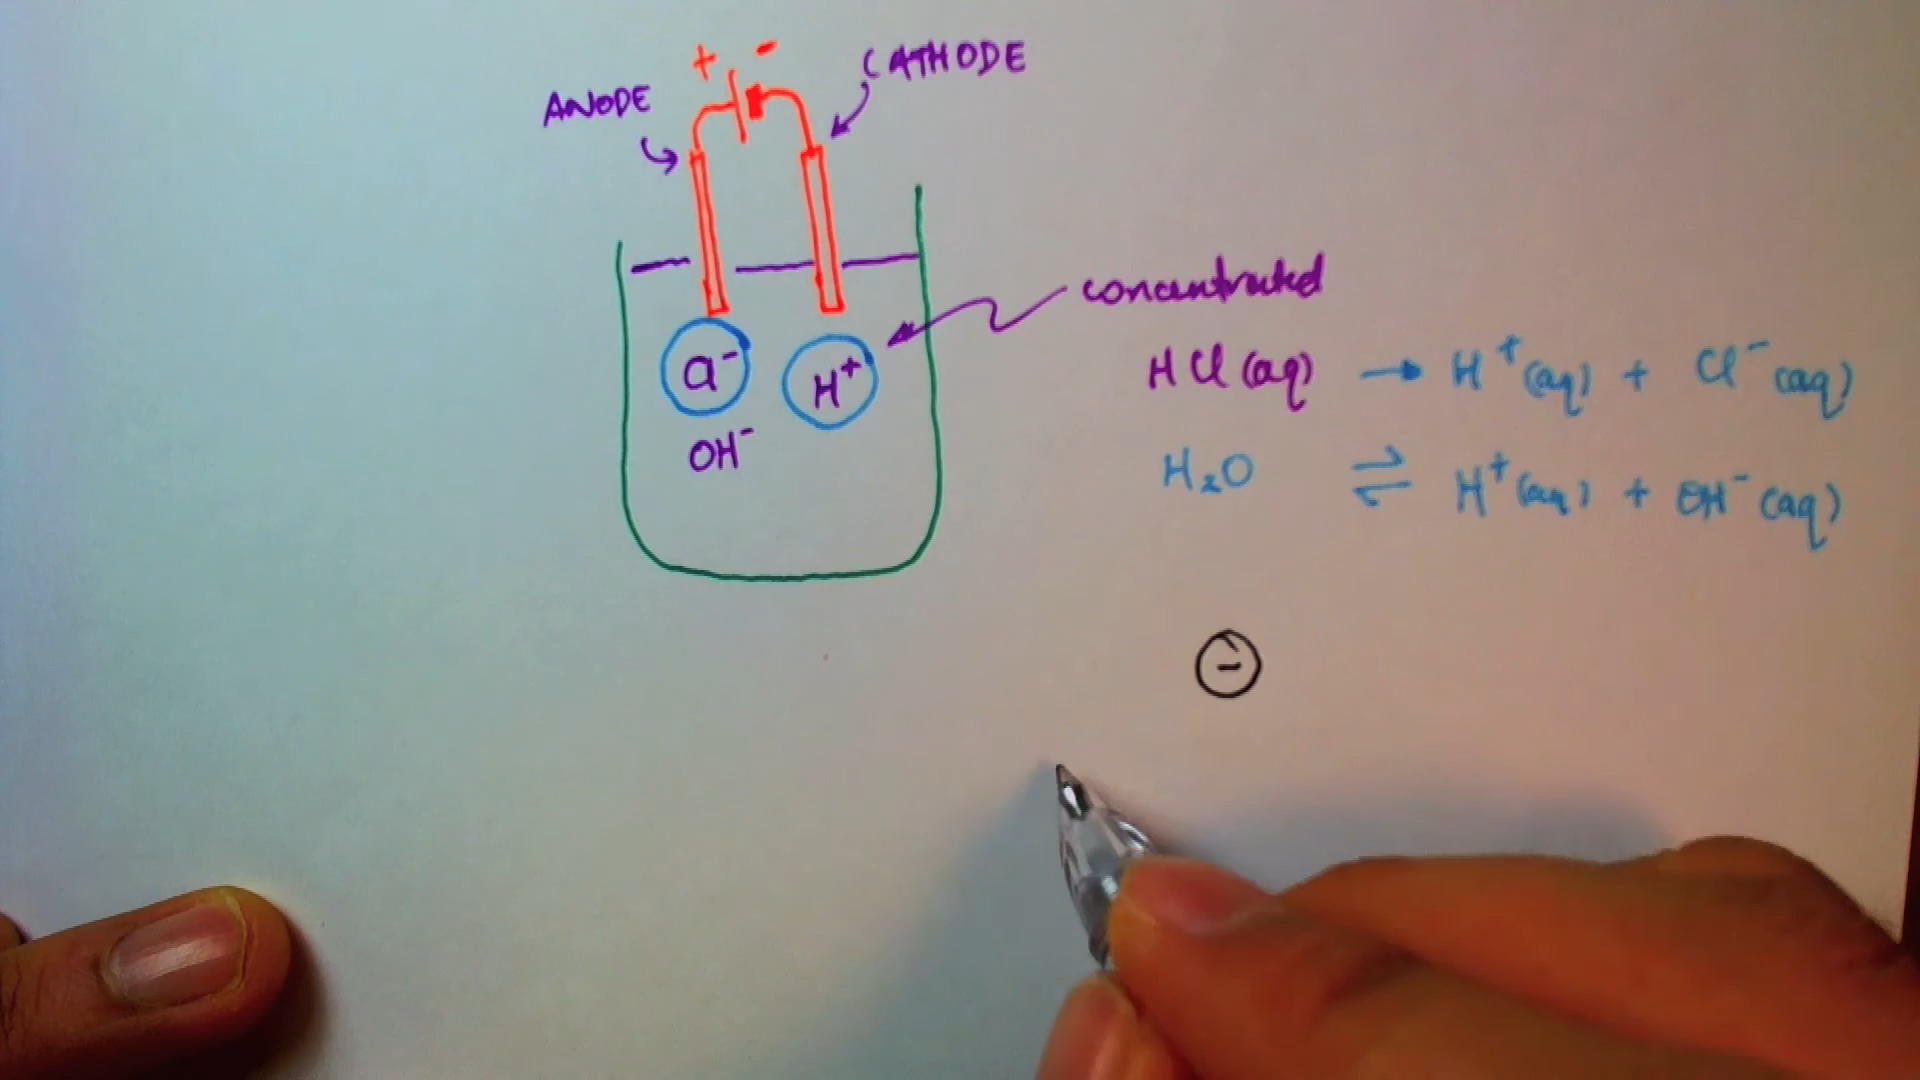 + -
CATHODE
ANODE
concentrated
Cl⁻ H⁺
HCl (aq) → H⁺ (aq) + Cl⁻ (aq)
OH⁻
H₂O ⇌ H⁺ (aq) + OH⁻ (aq)
-